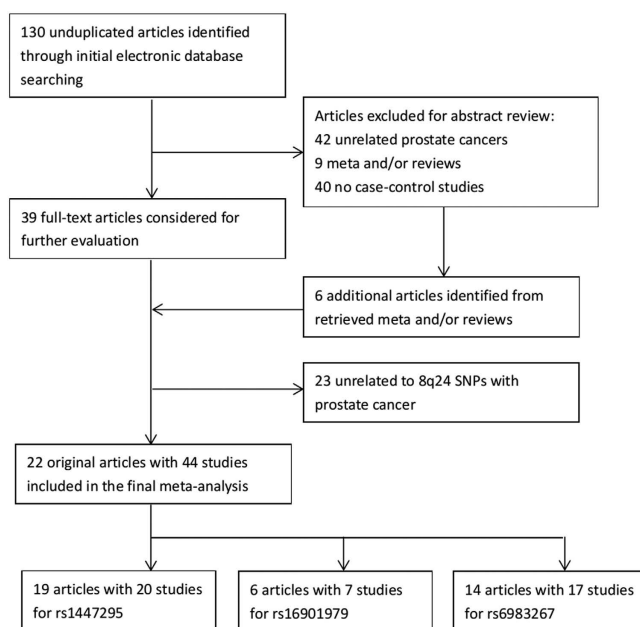 130 unduplicated articles identified
through initial electronic database
searching
Articles excluded for abstract review:
42 unrelated prostate cancers
9 meta and/or reviews
40 no case-control studies
39 full-text articles considered for
further evaluation
6 additional articles identified from
retrieved meta and/or reviews
23 unrelated to 8q24 SNPs with
prostate cancer
22 original articles with 44 studies
included in the final meta-analysis
19 articles with 20 studies
for rs1447295
6 articles with 7 studies
for rs16901979
14 articles with 17 studies
for rs6983267